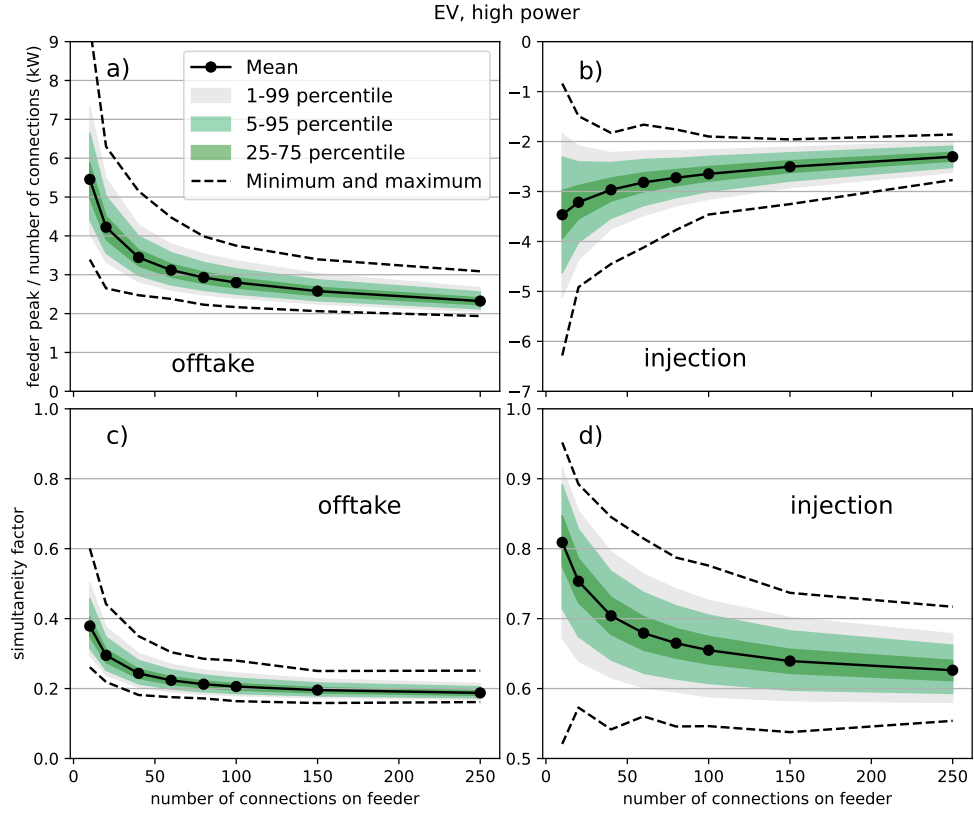 EV, high power
feeder peak / number of connections (kW)
9
8
7
6
5
4
3
2
1
0
a)
Mean
1-99 percentile
5-95 percentile
25-75 percentile
Minimum and maximum
offtake
0
−1
−2
−3
−4
−5
−6
−7
b)
injection
simultaneity factor
1.0
0.8
0.6
0.4
0.2
0.0
c)
offtake
0 50 100 150 200 250
number of connections on feeder
1.0
0.9
0.8
0.7
0.6
0.5
d)
injection
0 50 100 150 200 250
number of connections on feeder